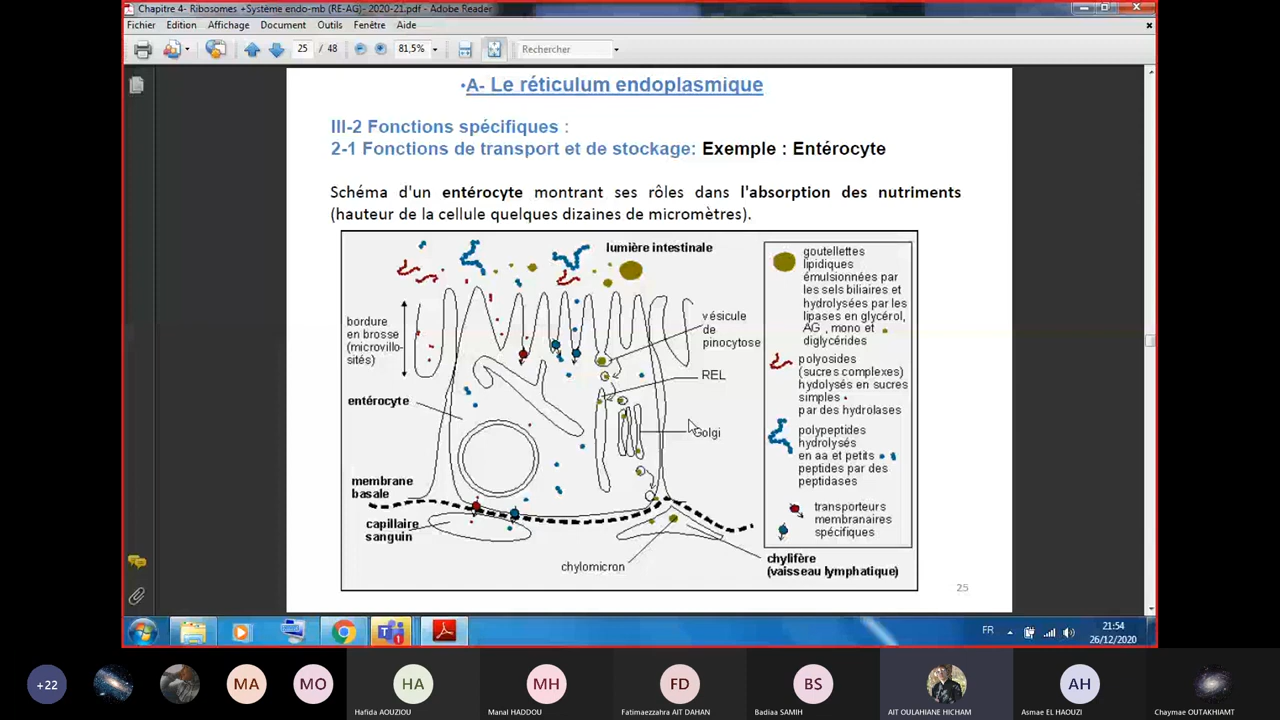 Chapitre 4- Ribosomes +Système endo-mb (RE-AG)- 2020-21.pdf - Adobe Reader
Fichier Edition Affichage Document Outils Fenêtre Aide
25 / 48 81,5% Rechercher
•A- Le réticulum endoplasmique
III-2 Fonctions spécifiques :
2-1 Fonctions de transport et de stockage: Exemple : Entérocyte
Schéma d'un entérocyte montrant ses rôles dans l'absorption des nutriments
(hauteur de la cellule quelques dizaines de micromètres).
lumière intestinale
bordure
en brosse
(microvillo-
sités)
vésicule
de
pinocytose
REL
entérocyte
Golgi
membrane
basale
capillaire
sanguin
chylomicron
chylifère
(vaisseau lymphatique)
goutellettes
lipidiques
émulsionnées par
les sels biliaires et
hydrolysées par les
lipases en glycérol,
AG , mono et
diglycérides
polyosides
(sucres complexes)
hydolysés en sucres
simples
par des hydrolases
polypeptides
hydrolysés
en aa et petits
peptides par des
peptidases
transporteurs
membranaires
spécifiques
25
FR
21:54
26/12/2020
1
+22
MA
MO
HA
MH
FD
BS
AH
Hafida AOUZIOU
Manal HADDOU
Fatimaezzahra AIT DAHAN
Badiaa SAMIH
AIT OULAHIANE HICHAM
Asmae EL HAOUZI
Chaymae OUTAKHIAMT